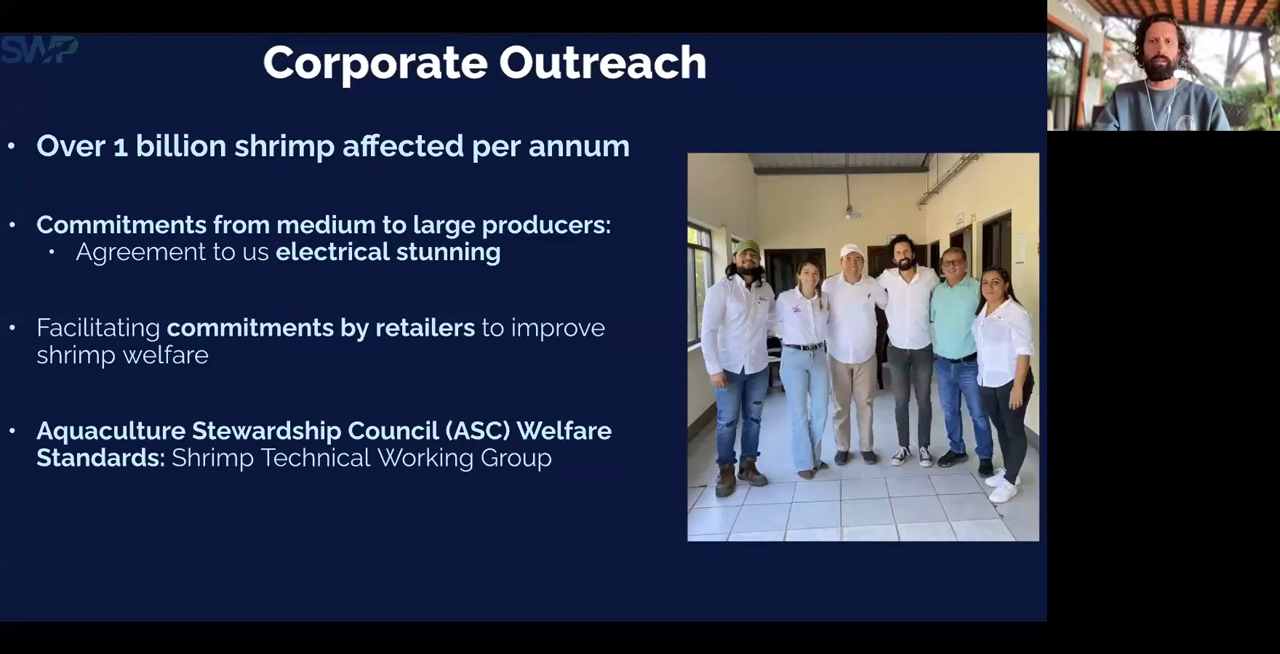 SWP
Corporate Outreach
• Over 1 billion shrimp affected per annum
• Commitments from medium to large producers:
• Agreement to us electrical stunning
• Facilitating commitments by retailers to improve
shrimp welfare
• Aquaculture Stewardship Council (ASC) Welfare
Standards: Shrimp Technical Working Group